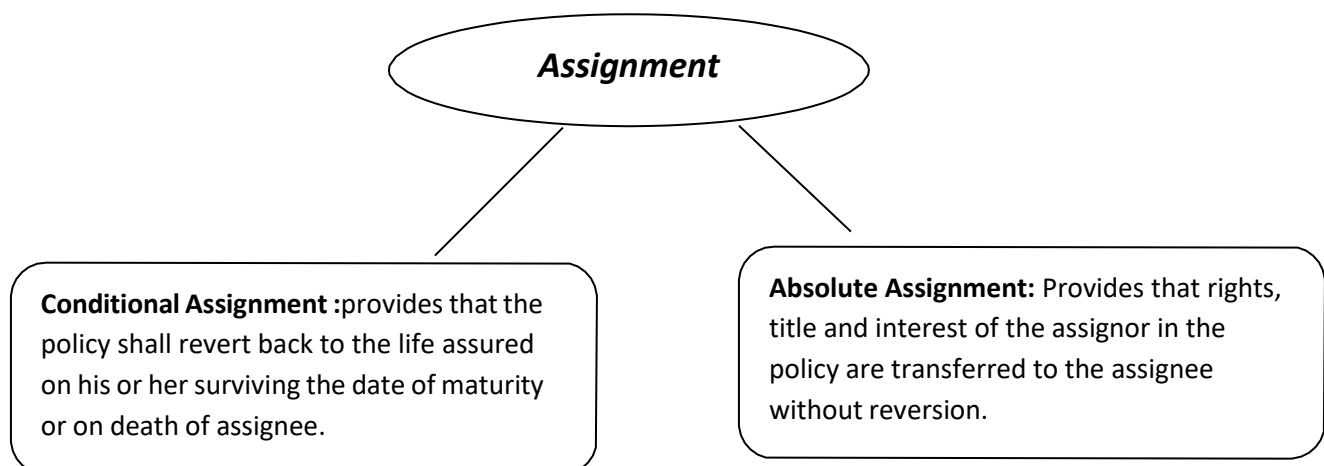 Assignment
Conditional Assignment :provides that the
policy shall revert back to the life assured
on his or her surviving the date of maturity
or on death of assignee.
Absolute Assignment: Provides that rights,
title and interest of the assignor in the
policy are transferred to the assignee
without reversion.